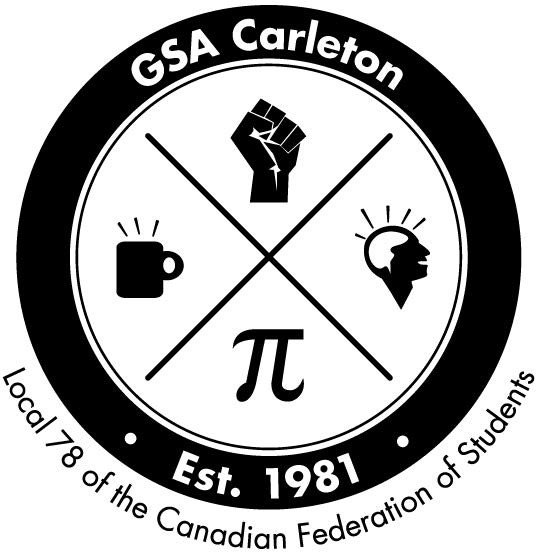 GSA Carleton
π
Est. 1981
Local 78 of the Canadian Federation of Students